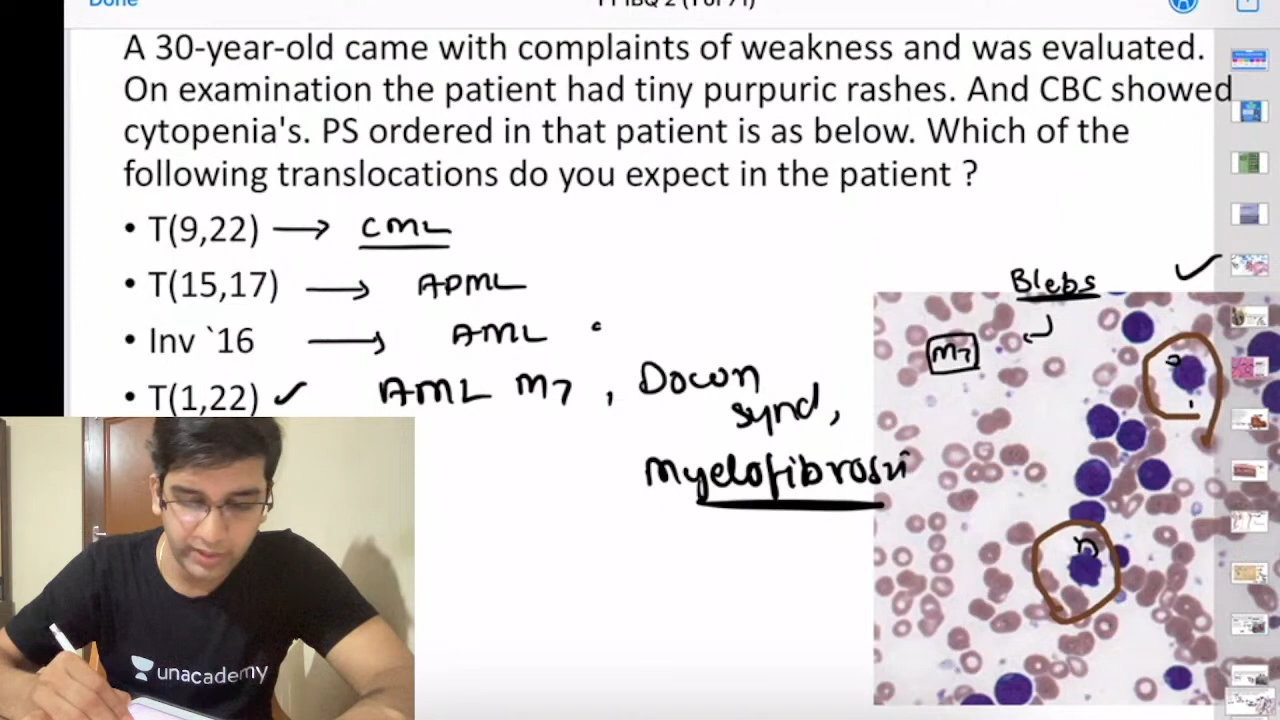 Done
A 30-year-old came with complaints of weakness and was evaluated.
On examination the patient had tiny purpuric rashes. And CBC showed
cytopenia's. PS ordered in that patient is as below. Which of the
following translocations do you expect in the patient ?
• T(9,22) → CML
• T(15,17) → APML
• Inv `16 → AML
• T(1,22) ✓ AML M7, Down
synd,
Myelofibrosis
Blebs
M7
unacademy